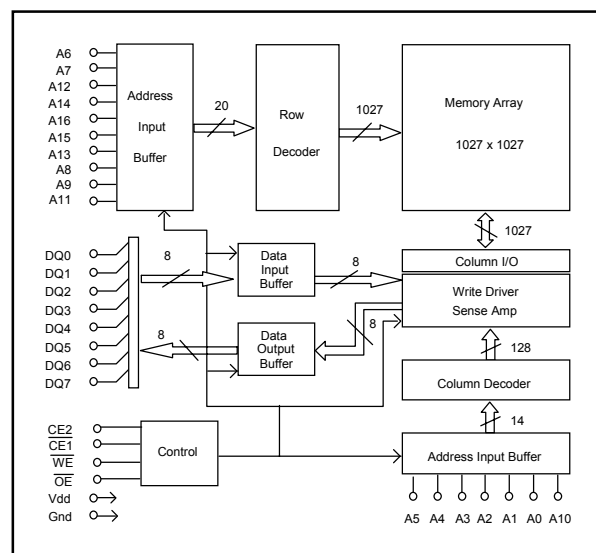 A6
A7
A12
A14
A16
A15
A13
A8
A9
A11
Address
Input
Buffer
20
Row
Decoder
1027
Memory Array
1027 x 1027
1027
DQ0
DQ1
DQ2
DQ3
DQ4
DQ5
DQ6
DQ7
8
Data
Input
Buffer
8
Column I/O
Write Driver
Sense Amp
8
Data
Output
Buffer
8
128
Column Decoder
14
Address Input Buffer
CE2
CE1
WE
OE
Vdd
Gnd
Control
A5 A4 A3 A2 A1 A0 A10